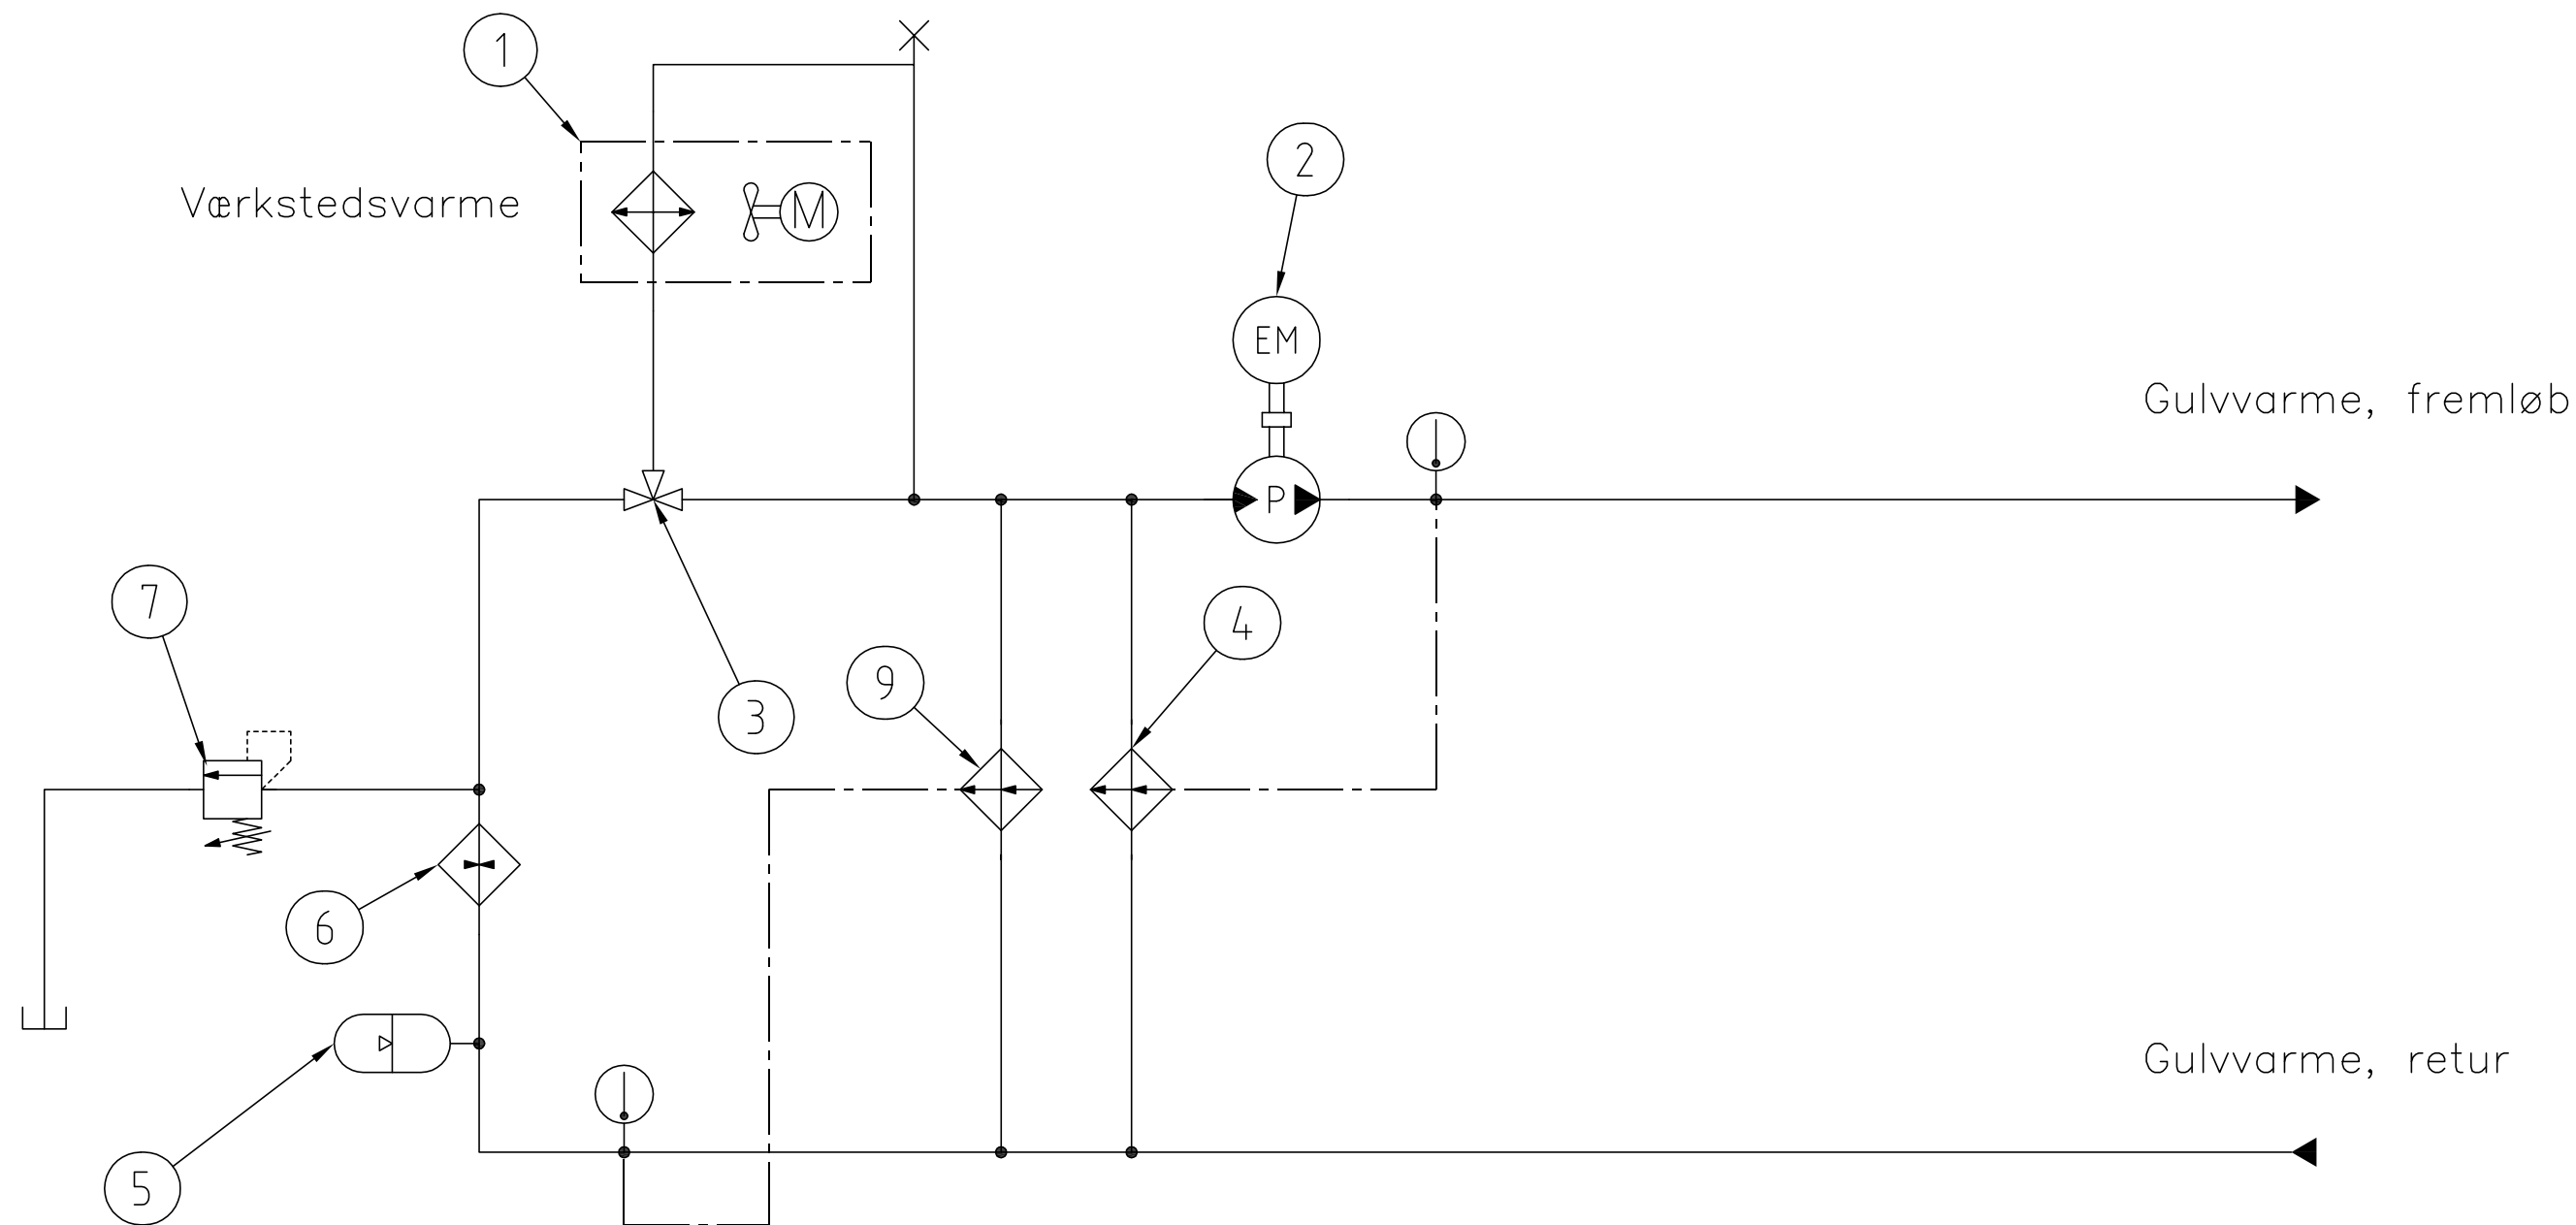 1
2
Værkstedsvarme
M
EM
Gulvvarme, fremløb
P
7
4
9
3
6
Gulvvarme, retur
5